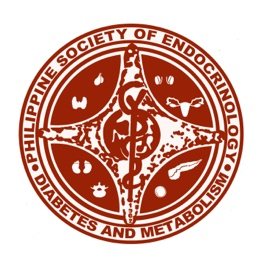 PHILIPPINE SOCIETY OF ENDOCRINOLOGY
• DIABETES AND METABOLISM •